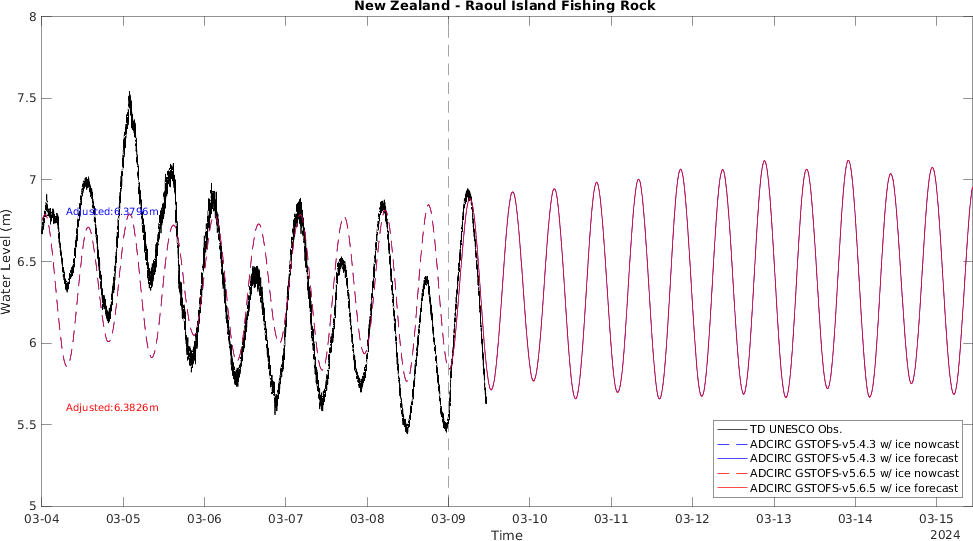 New Zealand - Raoul Island Fishing Rock
8
7.5
7
6.5
6
5.5
5
Water Level (m)
Adjusted:6.3796m
Adjusted:6.3826m
TD UNESCO Obs.
ADCIRC GSTOFS-v5.4.3 w/ ice nowcast
ADCIRC GSTOFS-v5.4.3 w/ ice forecast
ADCIRC GSTOFS-v5.6.5 w/ ice nowcast
ADCIRC GSTOFS-v5.6.5 w/ ice forecast
03-04 03-05 03-06 03-07 03-08 03-09 03-10 03-11 03-12 03-13 03-14 03-15
Time
2024